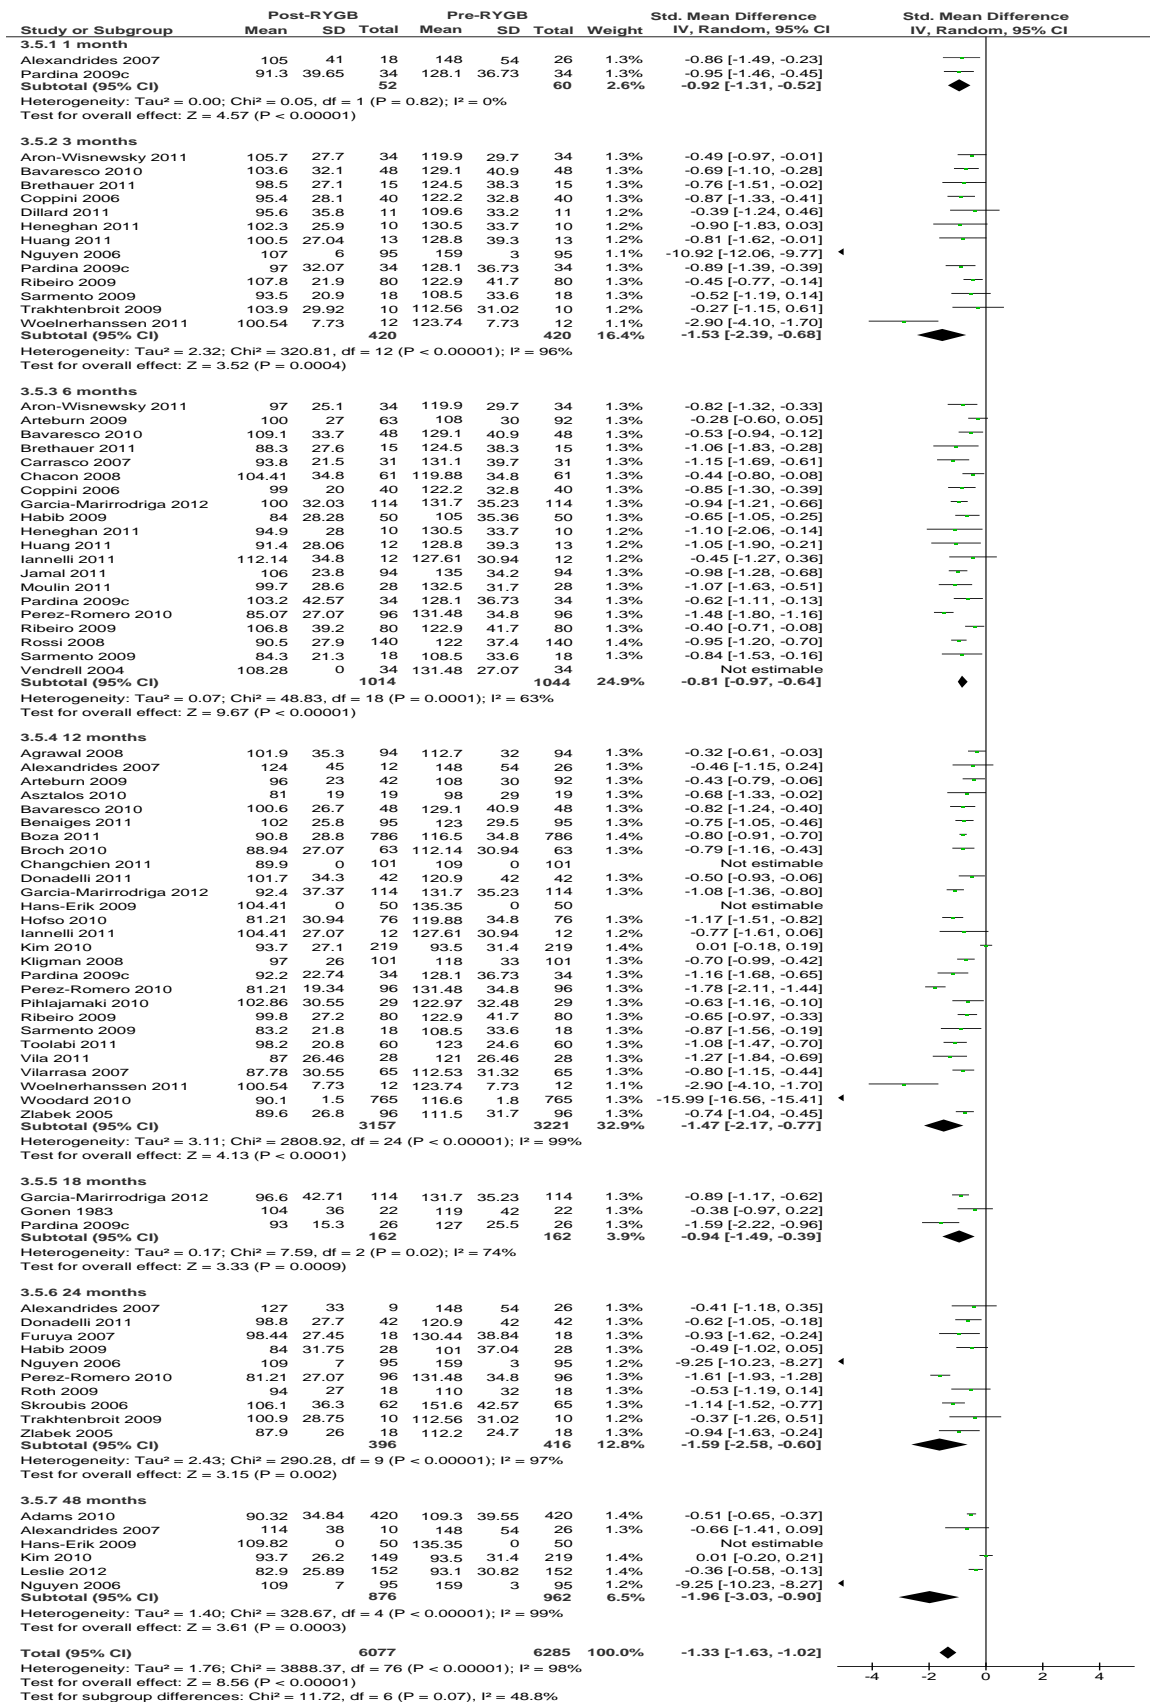 Post-RYGB Pre-RYGB Std. Mean Difference Std. Mean Difference
Study or Subgroup Mean SD Total Mean SD Total Weight IV, Random, 95% CI IV, Random, 95% CI
3.5.1 1 month
Alexandrides 2007 105 41 18 148 54 26 1.3% -0.86 [-1.49, -0.23]
Pardina 2009c 91.3 39.65 34 128.1 36.73 34 1.3% -0.95 [-1.46, -0.45]
Subtotal (95% CI) 52 60 2.6% -0.92 [-1.31, -0.52]
Heterogeneity: Tau² = 0.00; Chi² = 0.05, df = 1 (P = 0.82); I² = 0%
Test for overall effect: Z = 4.57 (P < 0.00001)
3.5.2 3 months
Aron-Wisnewsky 2011 105.7 27.7 34 119.9 29.7 34 1.3% -0.49 [-0.97, -0.01]
Bavaresco 2010 103.6 32.1 48 129.1 40.9 48 1.3% -0.69 [-1.10, -0.28]
Brethauer 2011 98.5 27.1 15 124.5 38.3 15 1.3% -0.76 [-1.51, -0.02]
Coppini 2006 95.4 28.1 40 122.2 32.8 40 1.3% -0.87 [-1.33, -0.41]
Dillard 2011 95.6 35.8 11 109.6 33.2 11 1.2% -0.39 [-1.24, 0.46]
Heneghan 2011 102.3 25.9 10 130.5 33.7 10 1.2% -0.90 [-1.83, 0.03]
Huang 2011 100.5 27.04 13 128.8 39.3 13 1.2% -0.81 [-1.62, -0.01]
Nguyen 2006 107 6 95 159 3 95 1.1% -10.92 [-12.06, -9.77]
Pardina 2009c 97 32.07 34 128.1 36.73 34 1.3% -0.89 [-1.39, -0.39]
Ribeiro 2009 107.8 21.9 80 122.9 41.7 80 1.3% -0.45 [-0.77, -0.14]
Sarmento 2009 93.5 20.9 18 108.5 33.6 18 1.3% -0.52 [-1.19, 0.14]
Trakhtenbroit 2009 103.9 29.92 10 112.56 31.02 10 1.2% -0.27 [-1.15, 0.61]
Woelnerhanssen 2011 100.54 7.73 12 123.74 7.73 12 1.1% -2.90 [-4.10, -1.70]
Subtotal (95% CI) 420 420 16.4% -1.53 [-2.39, -0.68]
Heterogeneity: Tau² = 2.32; Chi² = 320.81, df = 12 (P < 0.00001); I² = 96%
Test for overall effect: Z = 3.52 (P = 0.0004)
3.5.3 6 months
Aron-Wisnewsky 2011 97 25.1 34 119.9 29.7 34 1.3% -0.82 [-1.32, -0.33]
Arteburn 2009 100 27 63 108 30 92 1.3% -0.28 [-0.60, 0.05]
Bavaresco 2010 109.1 33.7 48 129.1 40.9 48 1.3% -0.53 [-0.94, -0.12]
Brethauer 2011 88.3 27.6 15 124.5 38.3 15 1.2% -1.06 [-1.83, -0.28]
Carrasco 2007 93.8 21.5 31 131.1 39.7 31 1.3% -1.15 [-1.69, -0.61]
Chacon 2008 104.41 34.8 61 119.88 34.8 61 1.3% -0.44 [-0.80, -0.08]
Coppini 2006 99 20 40 122.2 32.8 40 1.3% -0.85 [-1.30, -0.39]
Garcia-Marirrodriga 2012 100 32.03 114 131.7 35.23 114 1.3% -0.94 [-1.21, -0.66]
Habib 2009 84 28.28 50 105 35.36 50 1.3% -0.65 [-1.05, -0.25]
Heneghan 2011 94.9 28 10 130.5 33.7 10 1.2% -1.10 [-2.06, -0.14]
Huang 2011 91.4 28.06 12 128.8 39.3 13 1.2% -1.05 [-1.90, -0.21]
Iannelli 2011 112.14 34.8 12 127.61 30.94 12 1.2% -0.45 [-1.27, 0.36]
Jamal 2011 106 23.8 94 135 34.2 94 1.3% -0.98 [-1.28, -0.68]
Moulin 2011 99.7 28.6 28 132.5 31.7 28 1.3% -1.07 [-1.63, -0.51]
Pardina 2009c 103.2 42.57 34 128.1 36.73 34 1.3% -0.62 [-1.11, -0.13]
Perez-Romero 2010 85.07 27.07 96 131.48 34.8 96 1.3% -1.48 [-1.80, -1.16]
Ribeiro 2009 106.8 39.2 80 122.9 41.7 80 1.3% -0.40 [-0.71, -0.08]
Rossi 2008 90.5 27.9 140 122 37.4 140 1.3% -0.95 [-1.20, -0.70]
Sarmento 2009 84.3 21.3 18 108.5 33.6 18 1.3% -0.84 [-1.53, -0.16]
Vendrell 2004 108.28 0 34 131.48 27.07 34 Not estimable
Subtotal (95% CI) 1014 1044 24.9% -0.81 [-0.97, -0.64]
Heterogeneity: Tau² = 0.07; Chi² = 48.83, df = 18 (P = 0.0001); I² = 63%
Test for overall effect: Z = 9.67 (P < 0.00001)
3.5.4 12 months
Agrawal 2008 101.9 35.3 94 112.7 32 94 1.3% -0.32 [-0.61, -0.03]
Alexandrides 2007 124 45 12 148 54 26 1.3% -0.46 [-1.15, 0.24]
Arteburn 2009 96 23 42 108 30 92 1.3% -0.43 [-0.79, -0.06]
Asztalos 2010 81 19 19 98 29 19 1.3% -0.68 [-1.33, -0.02]
Bavaresco 2010 100.6 26.7 48 129.1 40.9 48 1.3% -0.82 [-1.24, -0.40]
Benaiges 2011 102 25.8 95 123 29.5 95 1.3% -0.75 [-1.05, -0.46]
Boza 2011 90.8 28.8 786 116.5 34.8 786 1.4% -0.80 [-0.91, -0.70]
Broch 2010 88.94 27.07 63 112.14 30.94 63 1.3% -0.79 [-1.16, -0.43]
Changchien 2011 89.9 0 101 109 0 101 Not estimable
Donadelli 2011 101.7 34.3 42 120.9 42 42 1.3% -0.50 [-0.93, -0.06]
Garcia-Marirrodriga 2012 92.4 37.37 114 131.7 35.23 114 1.3% -1.08 [-1.36, -0.80]
Hans-Erik 2009 104.41 0 50 135.35 0 50 Not estimable
Hofso 2010 81.21 30.94 76 119.88 34.8 76 1.3% -1.17 [-1.51, -0.82]
Iannelli 2011 104.41 27.07 12 127.61 30.94 12 1.2% -0.77 [-1.61, 0.06]
Kim 2010 93.7 27.1 219 93.5 31.4 219 1.4% 0.01 [-0.18, 0.19]
Kligman 2008 97 26 101 118 33 101 1.3% -0.70 [-0.99, -0.42]
Pardina 2009c 92.2 22.74 34 128.1 36.73 34 1.3% -1.16 [-1.68, -0.65]
Perez-Romero 2010 81.21 19.34 96 131.48 34.8 96 1.3% -1.78 [-2.11, -1.44]
Pihlajamaki 2010 102.86 30.55 29 122.97 32.48 29 1.3% -0.63 [-1.16, -0.10]
Ribeiro 2009 99.8 27.2 80 122.9 41.7 80 1.3% -0.65 [-0.97, -0.33]
Sarmento 2009 83.2 21.8 18 108.5 33.6 18 1.3% -0.87 [-1.56, -0.19]
Toolabi 2011 98.2 20.8 60 123 24.6 60 1.3% -1.08 [-1.47, -0.70]
Vila 2011 87 26.46 28 121 26.46 28 1.3% -1.27 [-1.84, -0.69]
Vilarrasa 2007 87.78 30.55 65 112.53 31.32 65 1.3% -0.80 [-1.15, -0.44]
Woelnerhanssen 2011 100.54 7.73 12 123.74 7.73 12 1.1% -2.90 [-4.10, -1.70]
Woodard 2010 90.1 1.5 765 116.6 1.8 765 1.3% -15.99 [-16.56, -15.41]
Zlabek 2005 89.6 26.8 96 111.5 31.7 96 1.3% -0.74 [-1.04, -0.45]
Subtotal (95% CI) 3157 3221 32.9% -1.47 [-2.17, -0.77]
Heterogeneity: Tau² = 3.11; Chi² = 2808.92, df = 24 (P < 0.00001); I² = 99%
Test for overall effect: Z = 4.13 (P < 0.0001)
3.5.5 18 months
Garcia-Marirrodriga 2012 96.6 42.71 114 131.7 35.23 114 1.3% -0.89 [-1.17, -0.62]
Gonen 1983 104 36 22 119 42 22 1.3% -0.38 [-0.97, 0.22]
Pardina 2009c 93 15.3 26 127 25.5 26 1.3% -1.59 [-2.22, -0.96]
Subtotal (95% CI) 162 162 3.9% -0.94 [-1.49, -0.39]
Heterogeneity: Tau² = 0.17; Chi² = 7.59, df = 2 (P = 0.02); I² = 74%
Test for overall effect: Z = 3.33 (P = 0.0009)
3.5.6 24 months
Alexandrides 2007 127 33 9 148 54 26 1.3% -0.41 [-1.18, 0.35]
Donadelli 2011 98.8 27.7 42 120.9 42 42 1.3% -0.62 [-1.05, -0.18]
Furuya 2007 98.44 27.45 18 130.44 38.84 18 1.3% -0.93 [-1.62, -0.24]
Habib 2009 84 31.75 28 101 37.04 28 1.3% -0.49 [-1.02, 0.05]
Nguyen 2006 109 7 95 159 3 95 1.2% -9.25 [-10.23, -8.27]
Perez-Romero 2010 81.21 27.07 96 131.48 34.8 96 1.3% -1.61 [-1.93, -1.28]
Roth 2009 94 27 18 110 32 18 1.3% -0.53 [-1.19, 0.14]
Skroubis 2006 106.1 36.3 62 151.6 42.57 65 1.3% -1.14 [-1.52, -0.77]
Trakhtenbroit 2009 100.9 28.75 10 112.56 31.02 10 1.2% -0.37 [-1.26, 0.51]
Zlabek 2005 87.9 26 18 112.2 24.7 18 1.3% -0.94 [-1.63, -0.24]
Subtotal (95% CI) 396 416 12.8% -1.59 [-2.58, -0.60]
Heterogeneity: Tau² = 2.43; Chi² = 290.28, df = 9 (P < 0.00001); I² = 97%
Test for overall effect: Z = 3.15 (P = 0.002)
3.5.7 48 months
Adams 2010 90.32 34.84 420 109.3 39.55 420 1.4% -0.51 [-0.65, -0.37]
Alexandrides 2007 114 38 10 148 54 26 1.3% -0.66 [-1.41, 0.09]
Hans-Erik 2009 109.82 0 50 135.35 0 50 Not estimable
Kim 2010 93.7 26.2 149 93.5 31.4 219 1.4% 0.01 [-0.20, 0.21]
Leslie 2012 82.9 25.89 152 93.1 30.82 152 1.4% -0.36 [-0.58, -0.13]
Nguyen 2006 109 7 95 159 3 95 1.2% -9.25 [-10.23, -8.27]
Subtotal (95% CI) 876 962 6.5% -1.96 [-3.03, -0.90]
Heterogeneity: Tau² = 1.40; Chi² = 328.67, df = 4 (P < 0.00001); I² = 99%
Test for overall effect: Z = 3.61 (P = 0.0003)
Total (95% CI) 6077 6285 100.0% -1.33 [-1.63, -1.02]
Heterogeneity: Tau² = 1.76; Chi² = 3888.37, df = 76 (P < 0.00001); I² = 98%
Test for overall effect: Z = 8.56 (P < 0.00001)
Test for subgroup differences: Chi² = 11.72, df = 6 (P = 0.07), I² = 48.8%
-4 -2 0 2 4